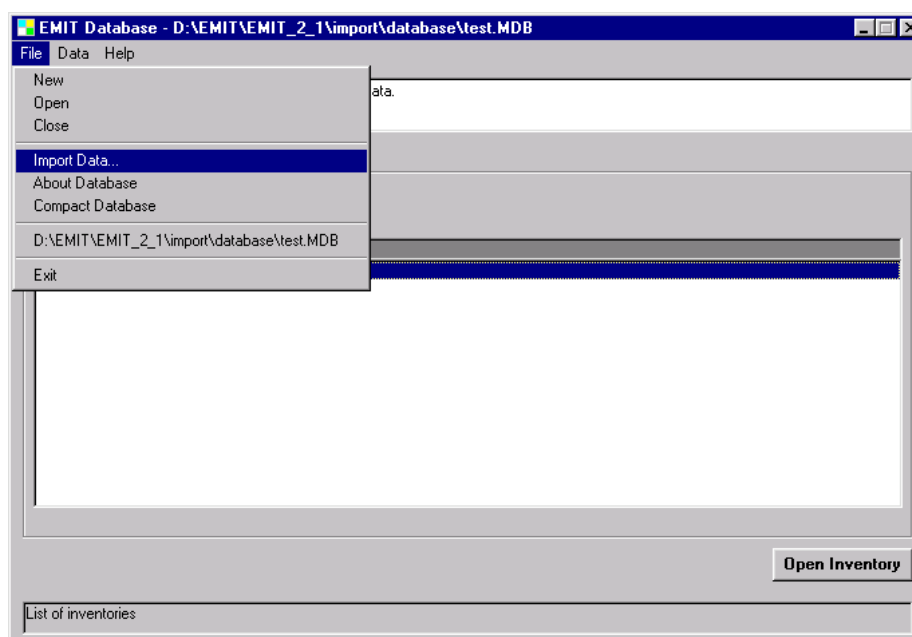 EMIT Database - D:\EMIT\EMIT_2_1\import\database\test.MDB
File Data Help
New
Open
Close
ata.
Import Data...
About Database
Compact Database
D:\EMIT\EMIT_2_1\import\database\test.MDB
Exit
Open Inventory
List of inventories